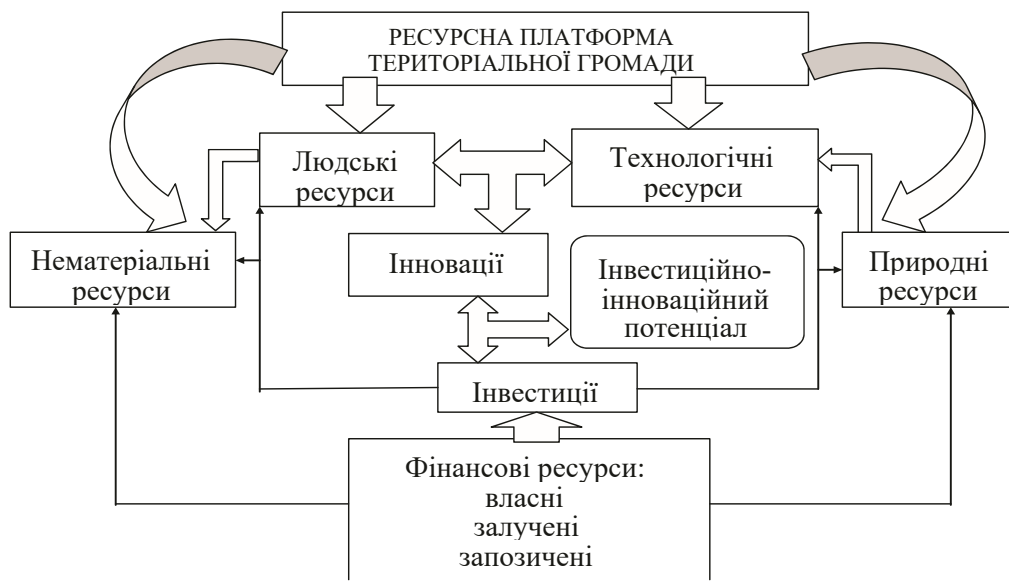 РЕСУРСНА ПЛАТФОРМА
ТЕРИТОРІАЛЬНОЇ ГРОМАДИ
Людські
ресурси
Технологічні
ресурси
Нематеріальні
ресурси
Інновації
Інвестиційно-
інноваційний
потенціал
Природні
ресурси
Інвестиції
Фінансові ресурси:
власні
залучені
запозичені